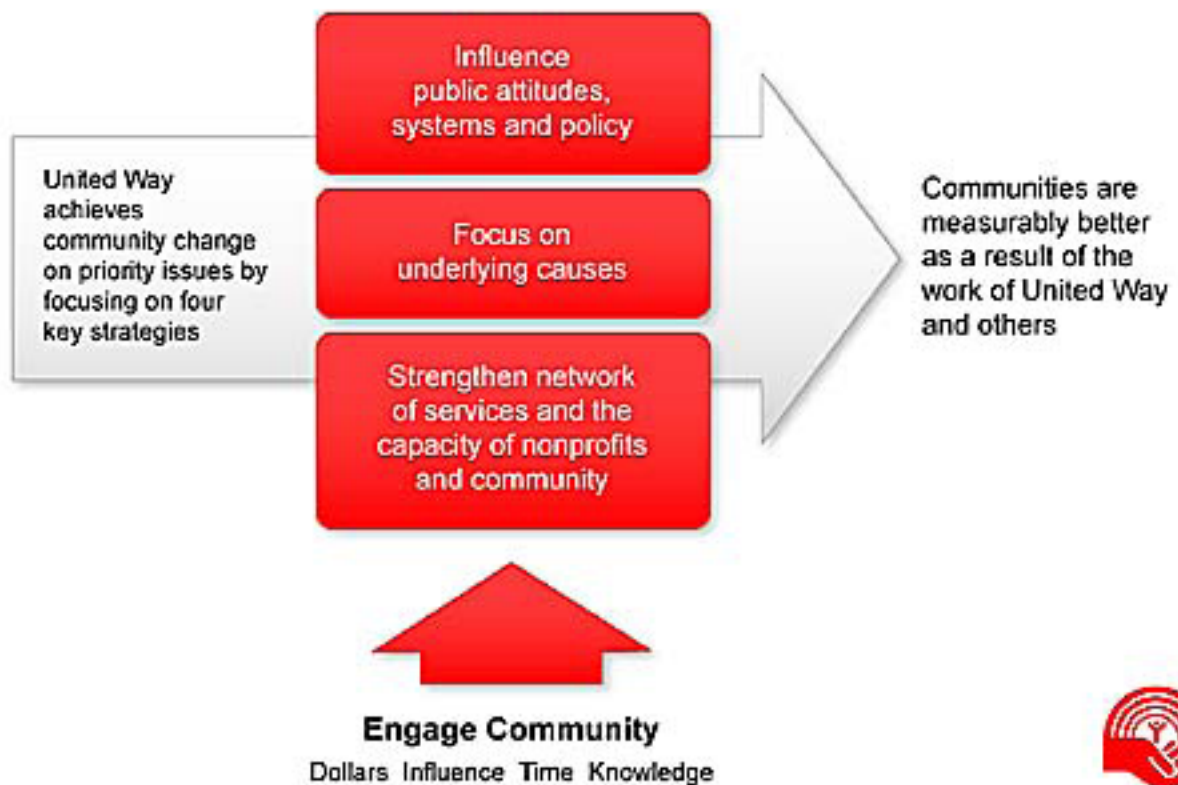 Influence
public attitudes,
systems and policy
United Way
achieves
community change
on priority issues by
focusing on four
key strategies
Focus on
underlying causes
Strengthen network
of services and the
capacity of nonprofits
and community
Communities are
measurably better
as a result of the
work of United Way
and others
Engage Community
Dollars Influence Time Knowledge